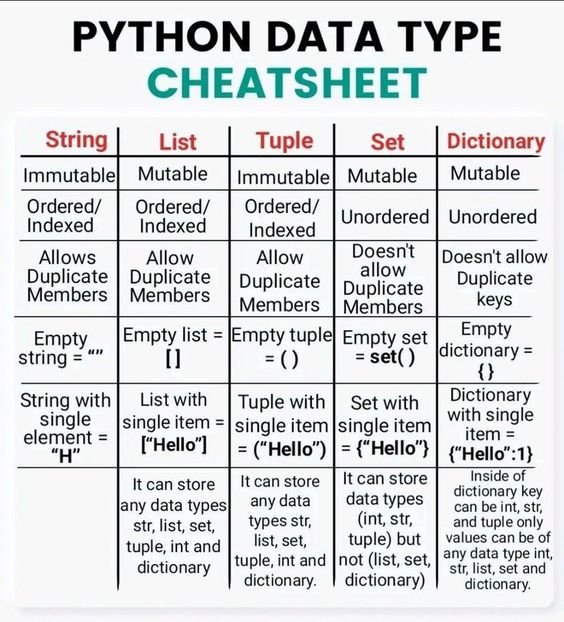 PYTHON DATA TYPE
CHEATSHEET
String List Tuple Set Dictionary
Immutable Mutable Immutable Mutable Mutable
Ordered/
Indexed
Ordered/
Indexed
Ordered/
Indexed
Unordered
Unordered
Allows
Duplicate
Members
Allow
Duplicate
Members
Allow
Duplicate
Members
Doesn't
allow
Duplicate
Members
Doesn't allow
Duplicate
keys
Empty
string = “”
Empty list =
[]
Empty tuple
= ( )
Empty set
= set( )
Empty
dictionary =
{ }
String with
single
element =
“H”
List with
single item =
[“Hello”]
Tuple with
single item
= (“Hello”)
Set with
single item
= {“Hello”}
Dictionary
with single
item =
{“Hello”:1}
It can store
any data types
str, list, set,
tuple, int and
dictionary
It can store
any data
types str,
list, set,
tuple, int and
dictionary.
It can store
data types
(int, str,
tuple) but
not (list, set,
dictionary)
Inside of
dictionary key
can be int, str,
and tuple only
values can be of
any data type int,
str, list, set and
dictionary.